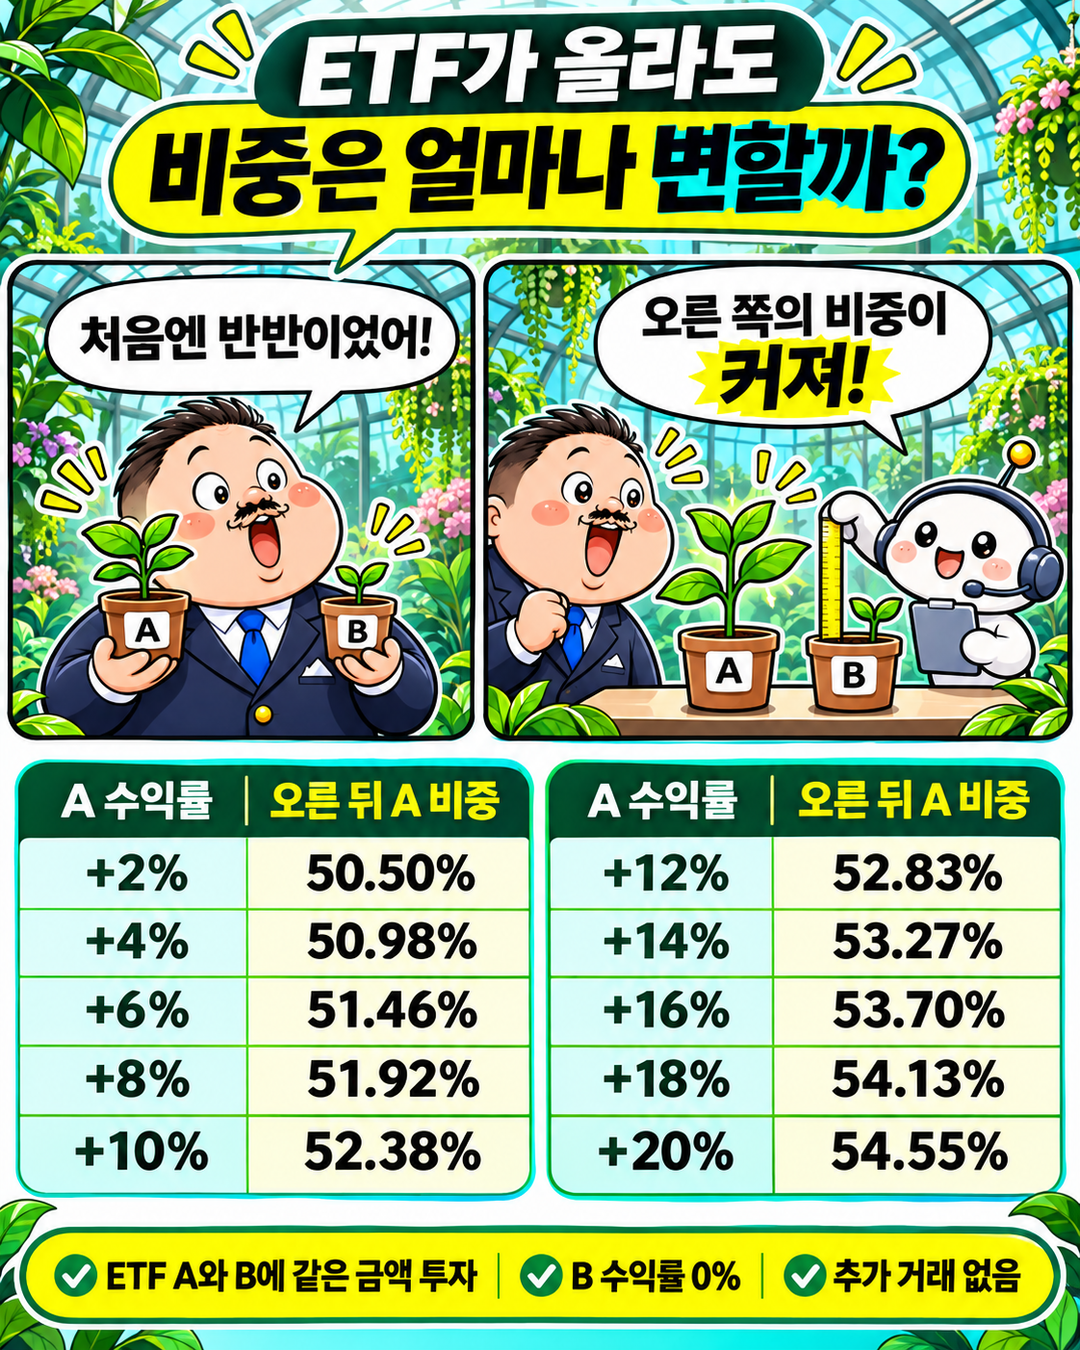 ETF가 올라도
비중은 얼마나 변할까?
처음엔 반반이었어!
A
B
오른 쪽의 비중이
커져!
A
B
A 수익률 오른 뒤 A 비중
+2% 50.50%
+4% 50.98%
+6% 51.46%
+8% 51.92%
+10% 52.38%
A 수익률 오른 뒤 A 비중
+12% 52.83%
+14% 53.27%
+16% 53.70%
+18% 54.13%
+20% 54.55%
ETF A와 B에 같은 금액 투자 B 수익률 0% 추가 거래 없음